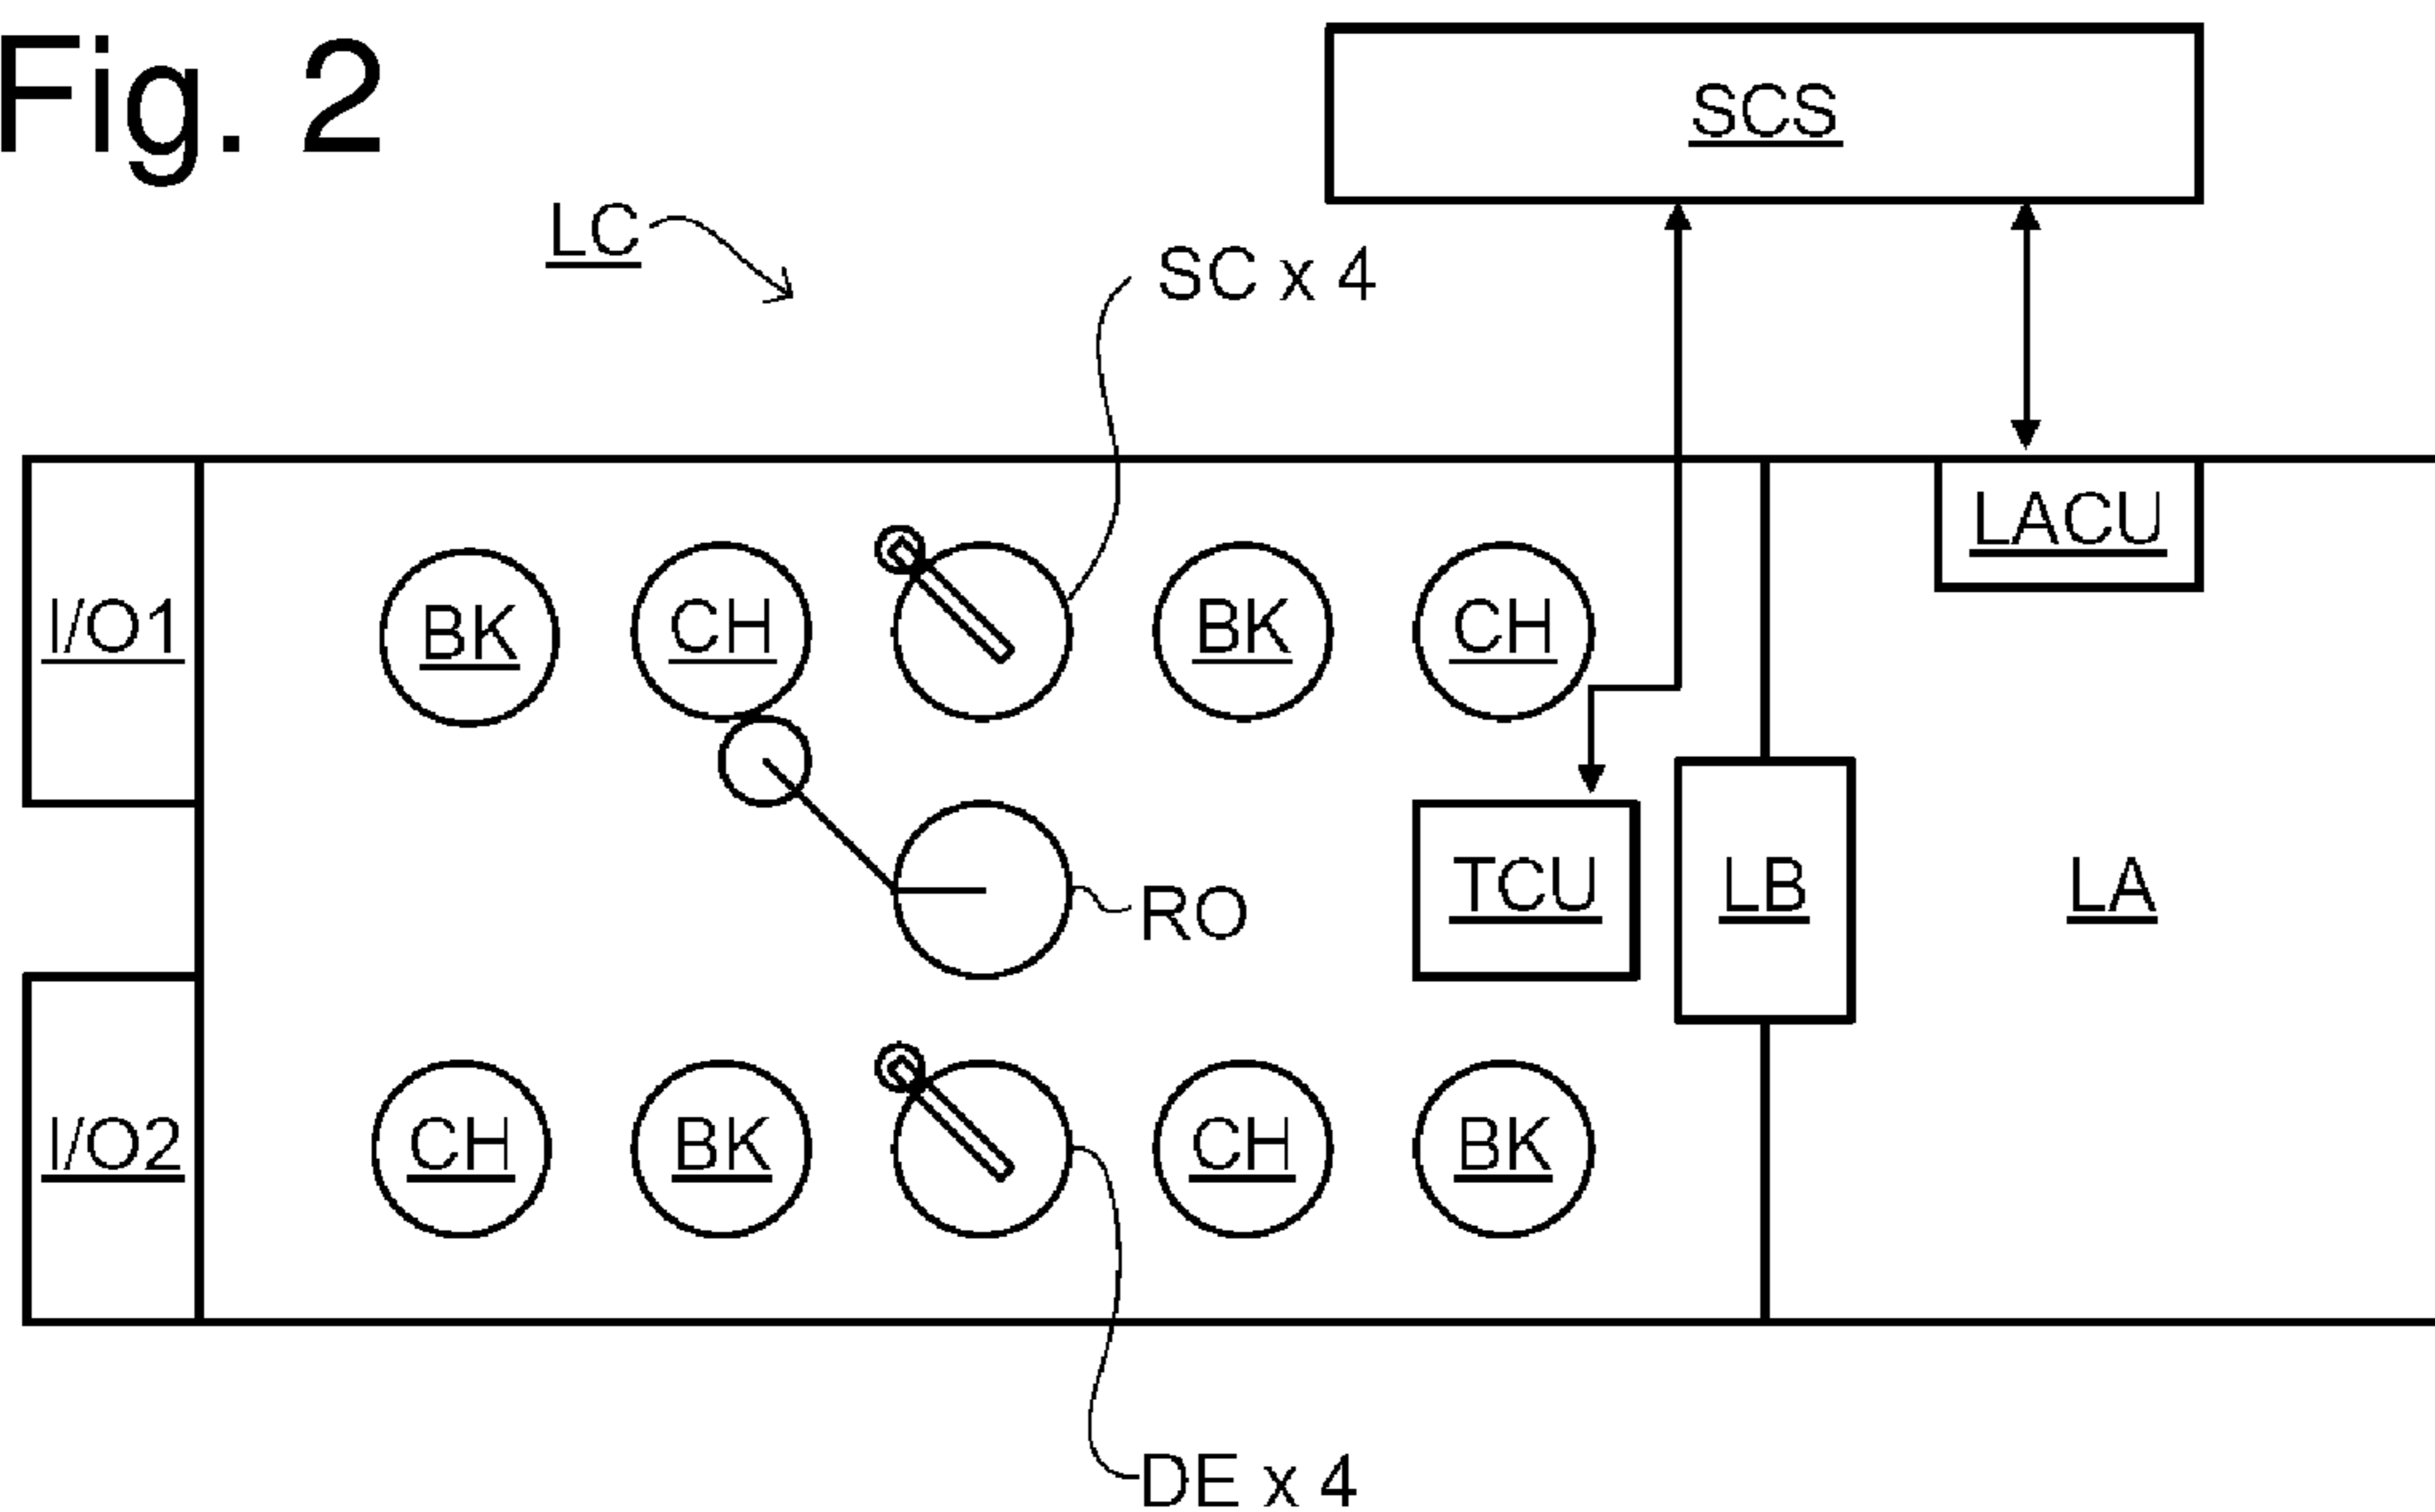 Fig. 2
SCS
LC
SC x 4
LACU
I/O1
BK
CH
BK
CH
RO
TCU
LB
LA
I/O2
CH
BK
CH
BK
DE x 4